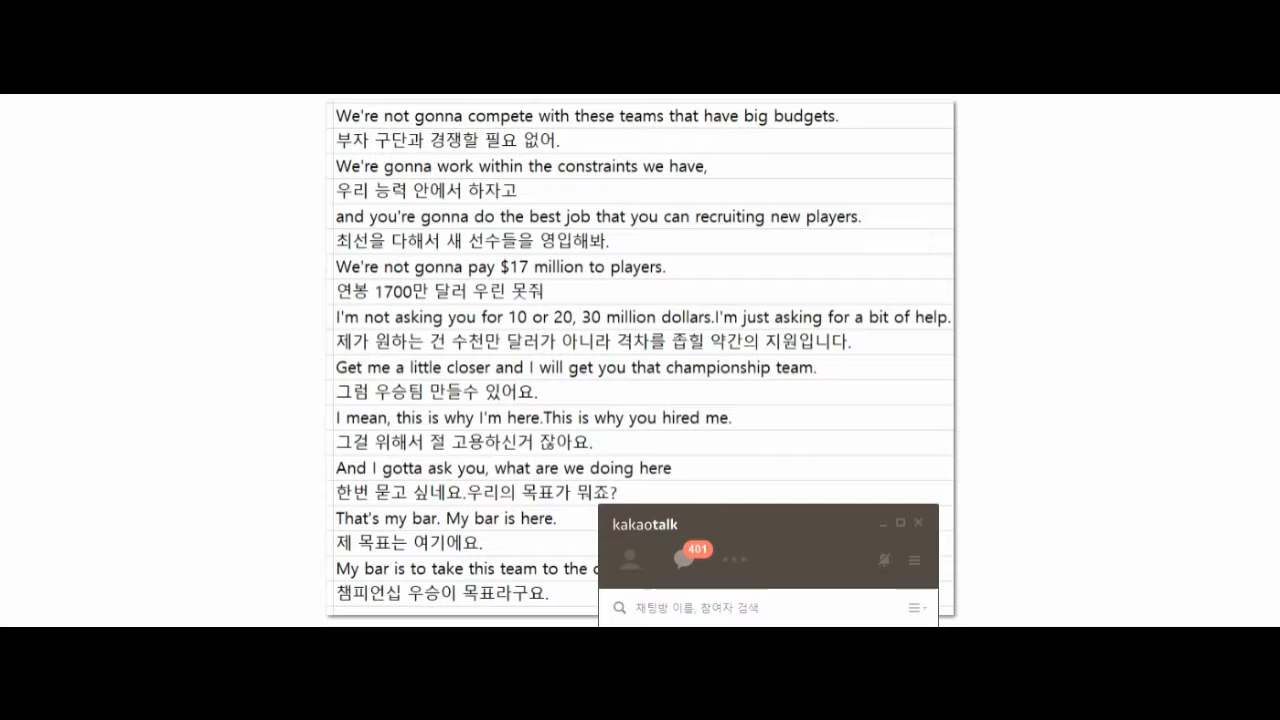 We're not gonna compete with these teams that have big budgets.
부자 구단과 경쟁할 필요 없어.
We're gonna work within the constraints we have,
우리 능력 안에서 하자고
and you're gonna do the best job that you can recruiting new players.
최선을 다해서 새 선수들을 영입해봐.
We're not gonna pay $17 million to players.
연봉 1700만 달러 우린 못줘
I'm not asking you for 10 or 20, 30 million dollars.I'm just asking for a bit of help.
제가 원하는 건 수천만 달러가 아니라 격차를 좁힐 약간의 지원입니다.
Get me a little closer and I will get you that championship team.
그럼 우승팀 만들수 있어요.
I mean, this is why I'm here.This is why you hired me.
그걸 위해서 절 고용하신거 잖아요.
And I gotta ask you, what are we doing here
한번 묻고 싶네요.우리의 목표가 뭐죠?
That's my bar. My bar is here.
제 목표는 여기에요.
My bar is to take this team to the
챔피언십 우승이 목표라구요.
kakaotalk
401
채팅방 이름, 참여자 검색